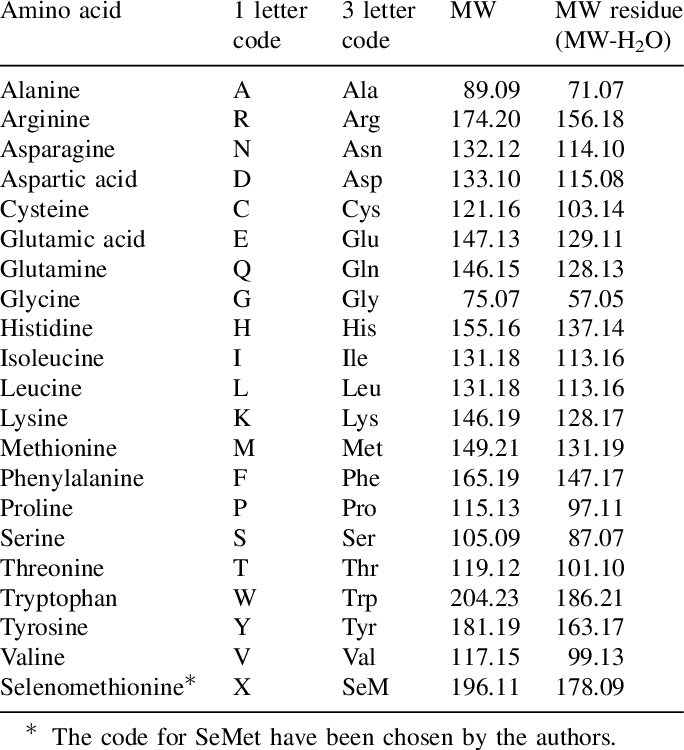 Amino acid 1 letter 3 letter MW MW residue
code code (MW-H₂O)
Alanine A Ala 89.09 71.07
Arginine R Arg 174.20 156.18
Asparagine N Asn 132.12 114.10
Aspartic acid D Asp 133.10 115.08
Cysteine C Cys 121.16 103.14
Glutamic acid E Glu 147.13 129.11
Glutamine Q Gln 146.15 128.13
Glycine G Gly 75.07 57.05
Histidine H His 155.16 137.14
Isoleucine I Ile 131.18 113.16
Leucine L Leu 131.18 113.16
Lysine K Lys 146.19 128.17
Methionine M Met 149.21 131.19
Phenylalanine F Phe 165.19 147.17
Proline P Pro 115.13 97.11
Serine S Ser 105.09 87.07
Threonine T Thr 119.12 101.10
Tryptophan W Trp 204.23 186.21
Tyrosine Y Tyr 181.19 163.17
Valine V Val 117.15 99.13
Selenomethionine* X SeM 196.11 178.09
* The code for SeMet have been chosen by the authors.